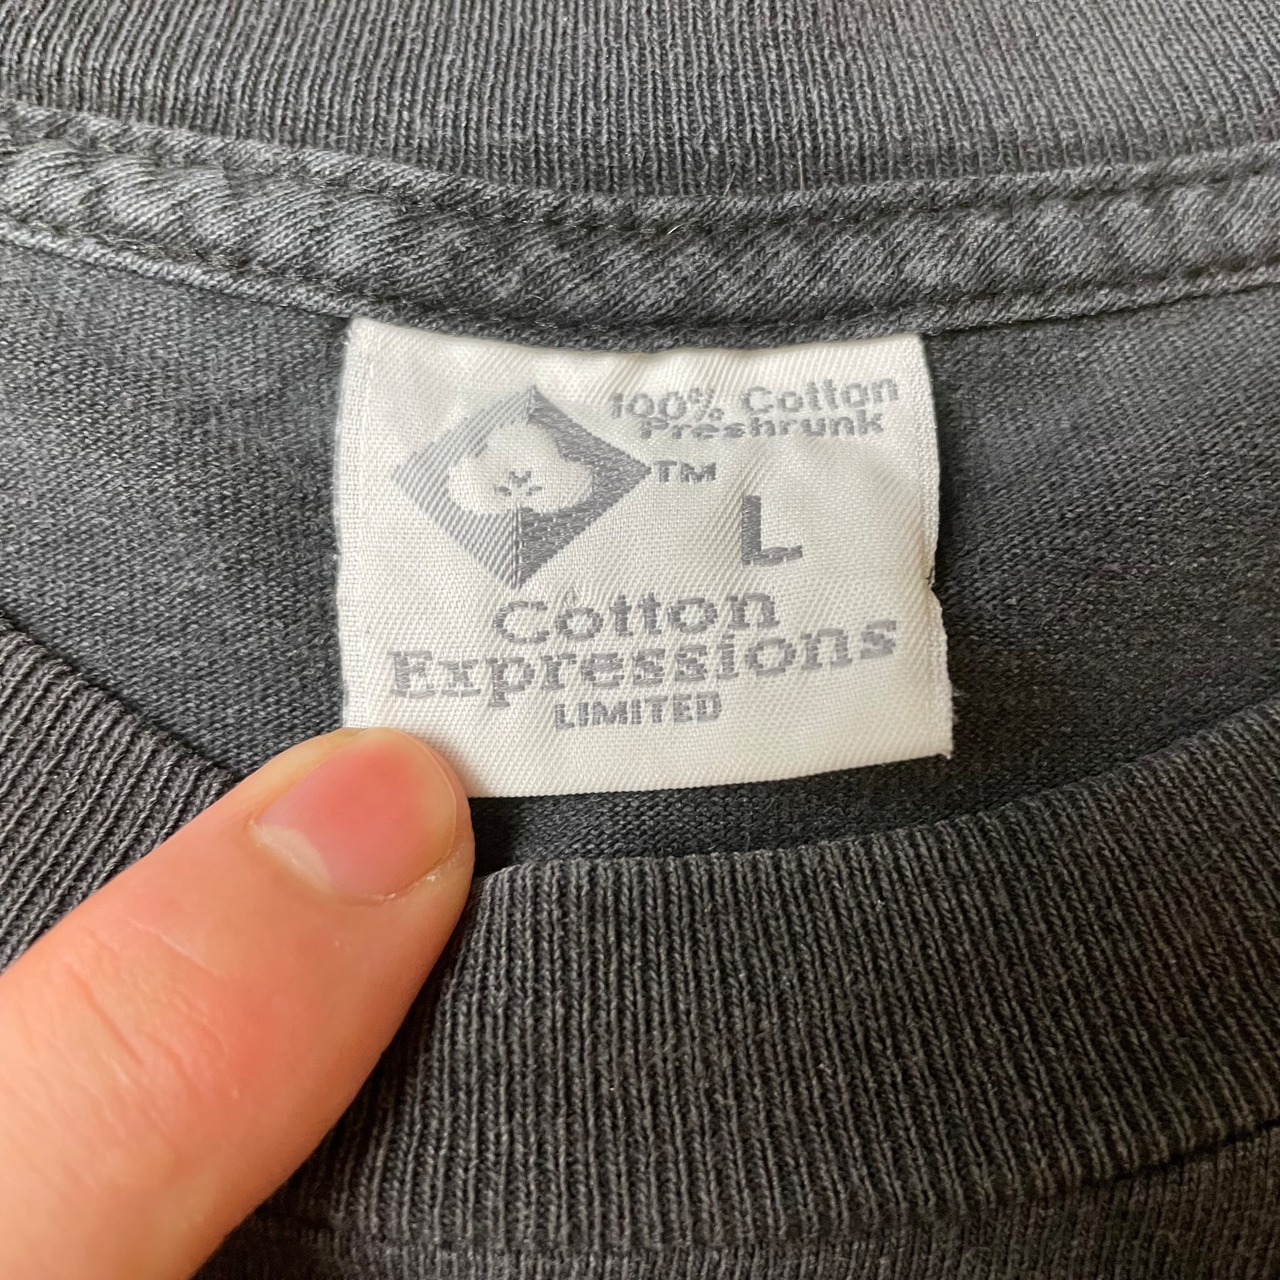 100% Cotton
Preshrunk
TM
L
Cotton
Expressions
LIMITED